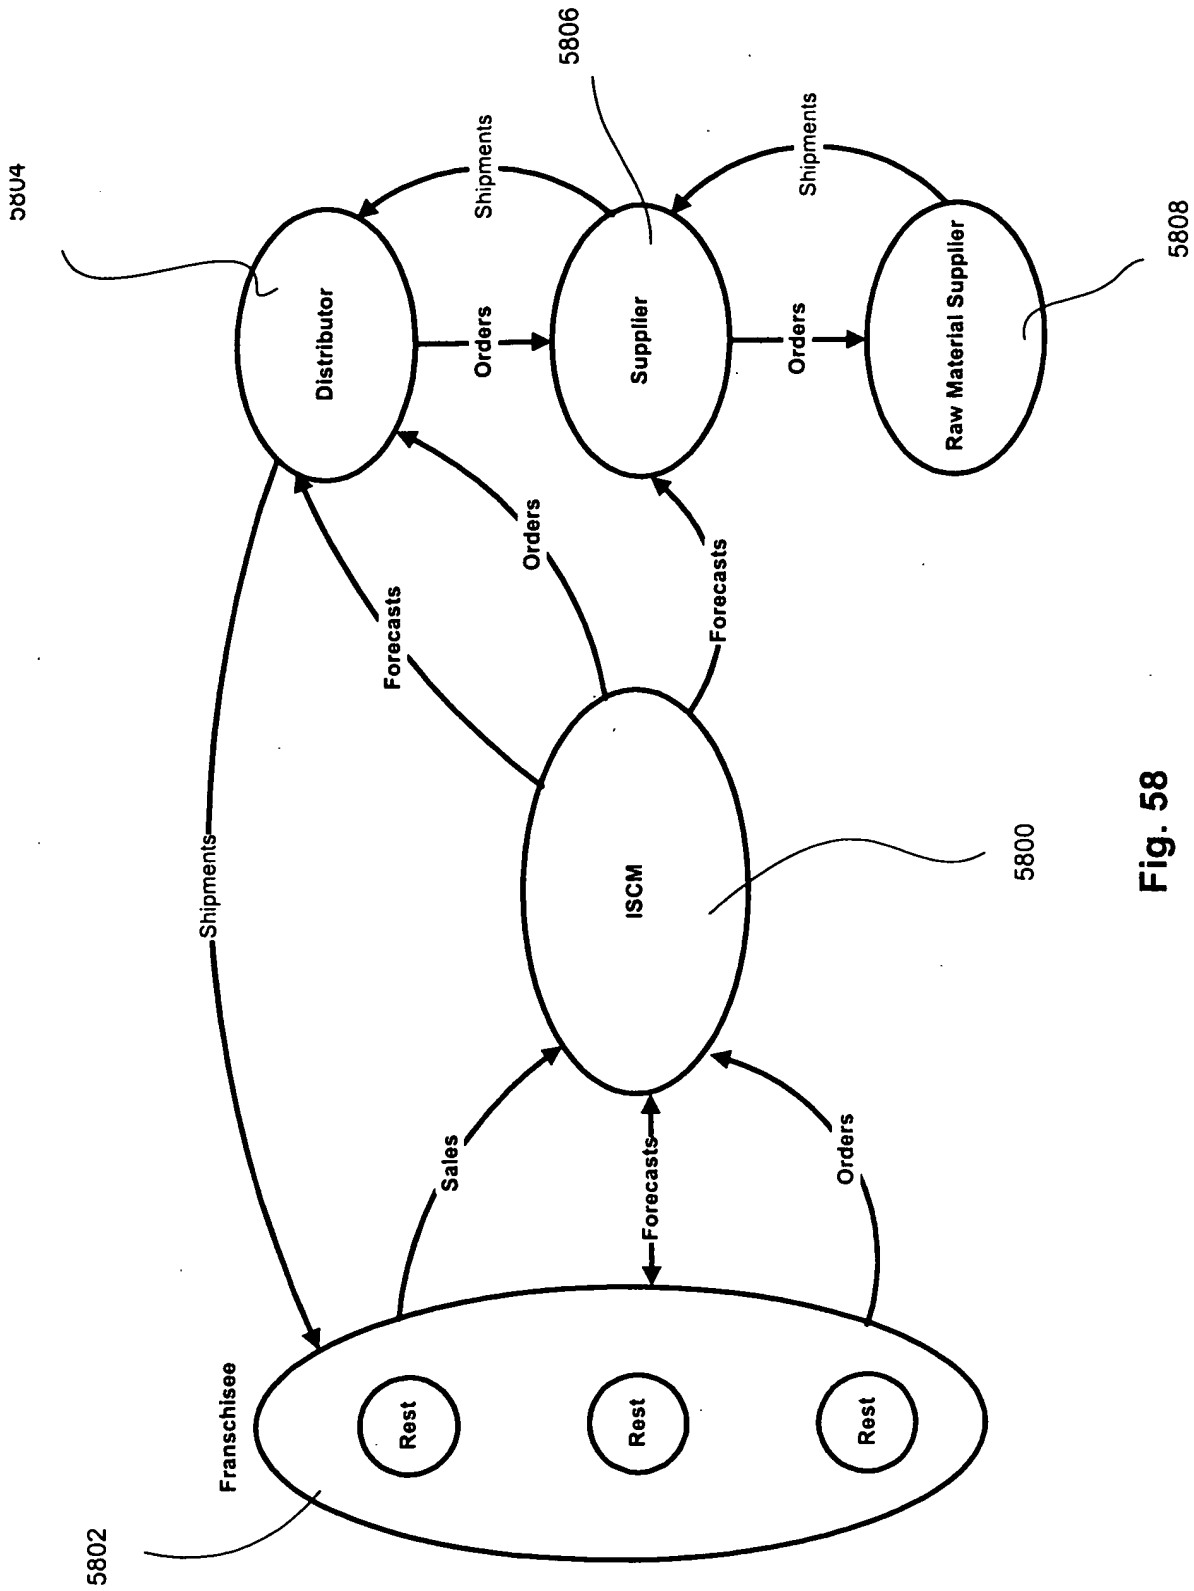 5804
5802
Shipments
Franschisee
Distributor
Forecasts
Rest
Sales
Orders
Shipments
Orders
5806
Rest
Forecasts
ISCM
Supplier
Forecasts
Orders
Shipments
Orders
Rest
Raw Material Supplier
5800
5808
Fig. 58